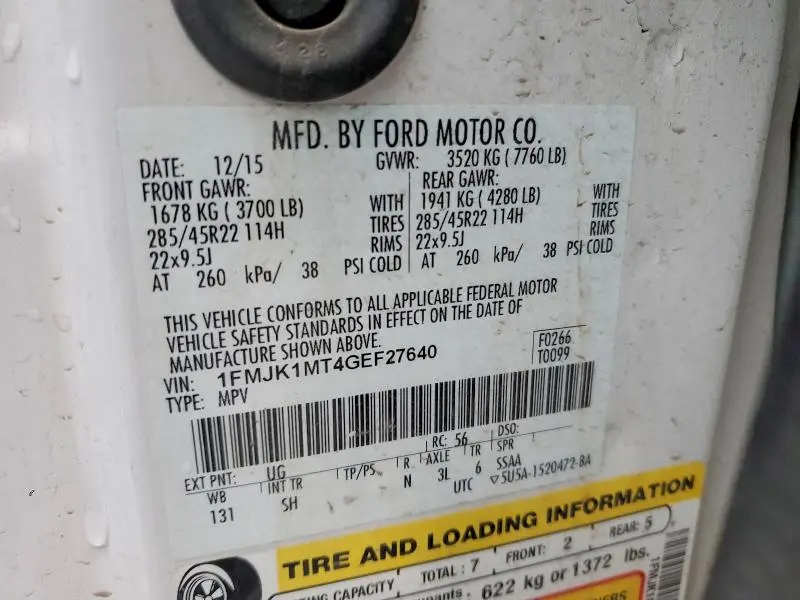 428
MFD. BY FORD MOTOR CO.
DATE: 12/15 GVWR: 3520 KG ( 7760 LB)
FRONT GAWR: REAR GAWR:
1678 KG ( 3700 LB) WITH 1941 KG ( 4280 LB) WITH
285/45R22 114H TIRES 285/45R22 114H TIRES
22x9.5J RIMS 22x9.5J RIMS
AT 260 kPa/ 38 PSI COLD AT 260 kPa/ 38 PSI COLD
THIS VEHICLE CONFORMS TO ALL APPLICABLE FEDERAL MOTOR
VEHICLE SAFETY STANDARDS IN EFFECT ON THE DATE OF
MANUFACTURE SHOWN ABOVE.
F0266
VIN: 1FMJK1MT4GEF27640 T0099
TYPE: MPV
EXT PNT: UG RC: 56 DSO:
WB INT TR TP/PS R AXLE TR SPR
131 SH N 3L 6 SSAA
UTC 5U5A-1520472-BA
TIRE AND LOADING INFORMATION
CAPACITY TOTAL : 7 FRONT: 2 REAR: 5
622 kg or 1372 lbs.